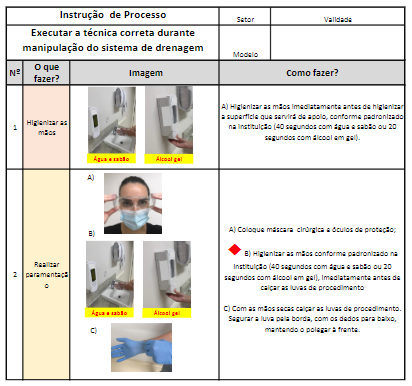 Instrução de Processo
Setor
Validade
Executar a técnica correta durante
manipulação do sistema de drenagem
Modelo
Nº
O que
fazer?
Imagem
Como fazer?
1
Higienizar as
mãos
Água e sabão
Álcool gel
A) Higienizar as mãos imediatamente antes de higienizar
a superfície que servirá de apoio, conforme padronizado
na instituição (40 segundos com água e sabão ou 20
segundos com álcool em gel).
2
Realizar
paramentaçã
o
A)
B)
Água e sabão
Álcool gel
C)
A) Coloque máscara cirúrgica e óculos de proteção;
B) Higienizar as mãos conforme padronizado na
instituição (40 segundos com água e sabão ou 20
segundos com álcool em gel), imediatamente antes de
calçar as luvas de procedimento
C) Com as mãos secas calçar as luvas de procedimento.
Segurar a luva pela borda, com os dedos para baixo,
mantendo o polegar à frente.